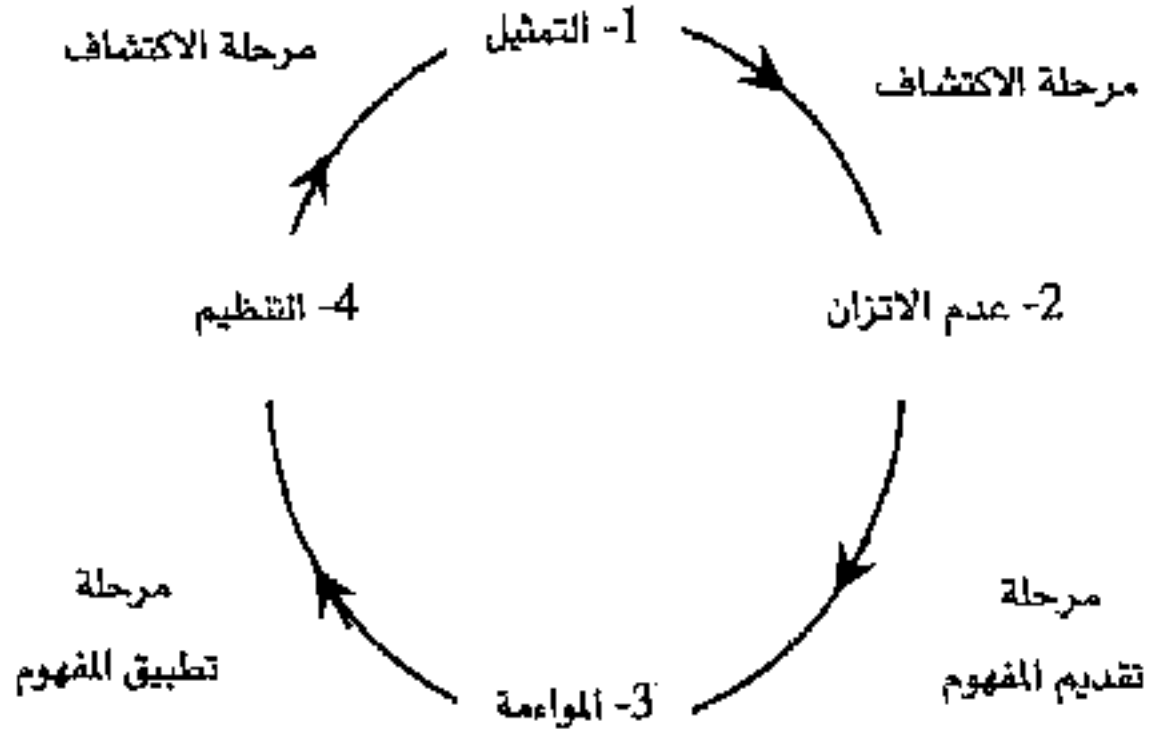 1- التمثيل
مرحلة الاكتشاف
مرحلة الاكتشاف
2- عدم الاتزان
4- التنظيم
مرحلة
تقديم المفهوم
مرحلة
تطبيق المفهوم
3- المواءمة